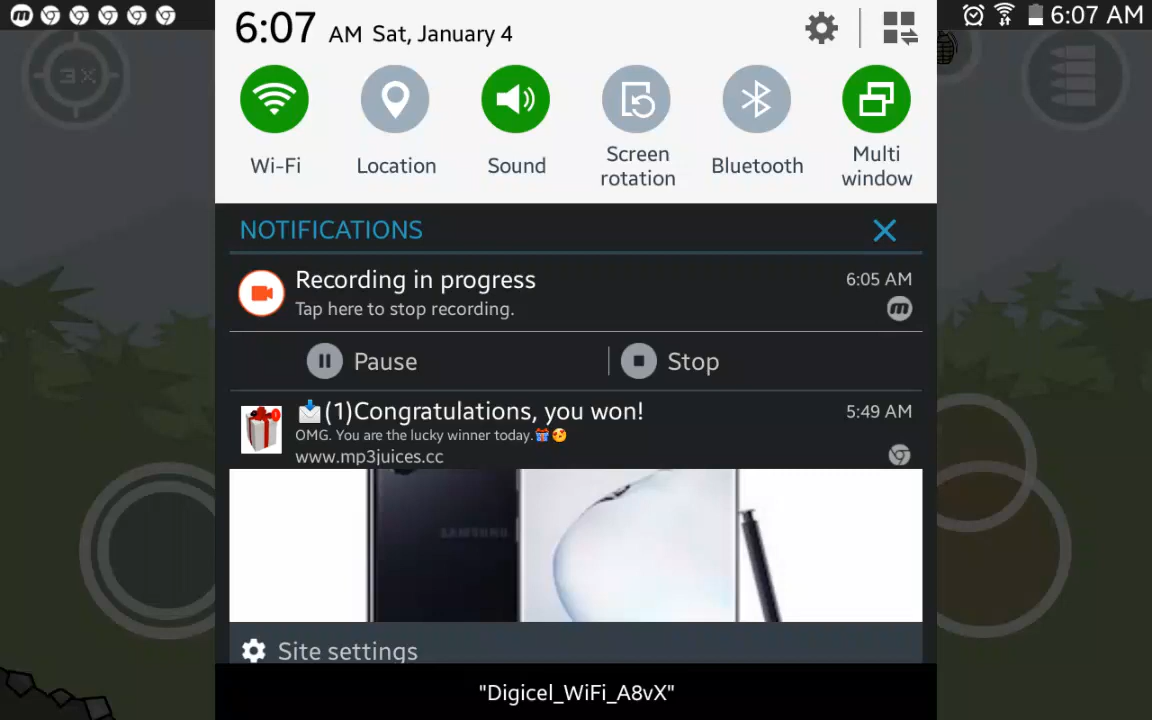 6:07 AM
6:07 AM Sat, January 4
3X
Wi-Fi
Location
Sound
Screen
rotation
Bluetooth
Multi
window
NOTIFICATIONS
Recording in progress
6:05 AM
Tap here to stop recording.
Pause
Stop
📩(1)Congratulations, you won!
5:49 AM
OMG. You are the lucky winner today.🎁😘
www.mp3juices.cc
SAMSUNG
Site settings
"Digicel_WiFi_A8vX"